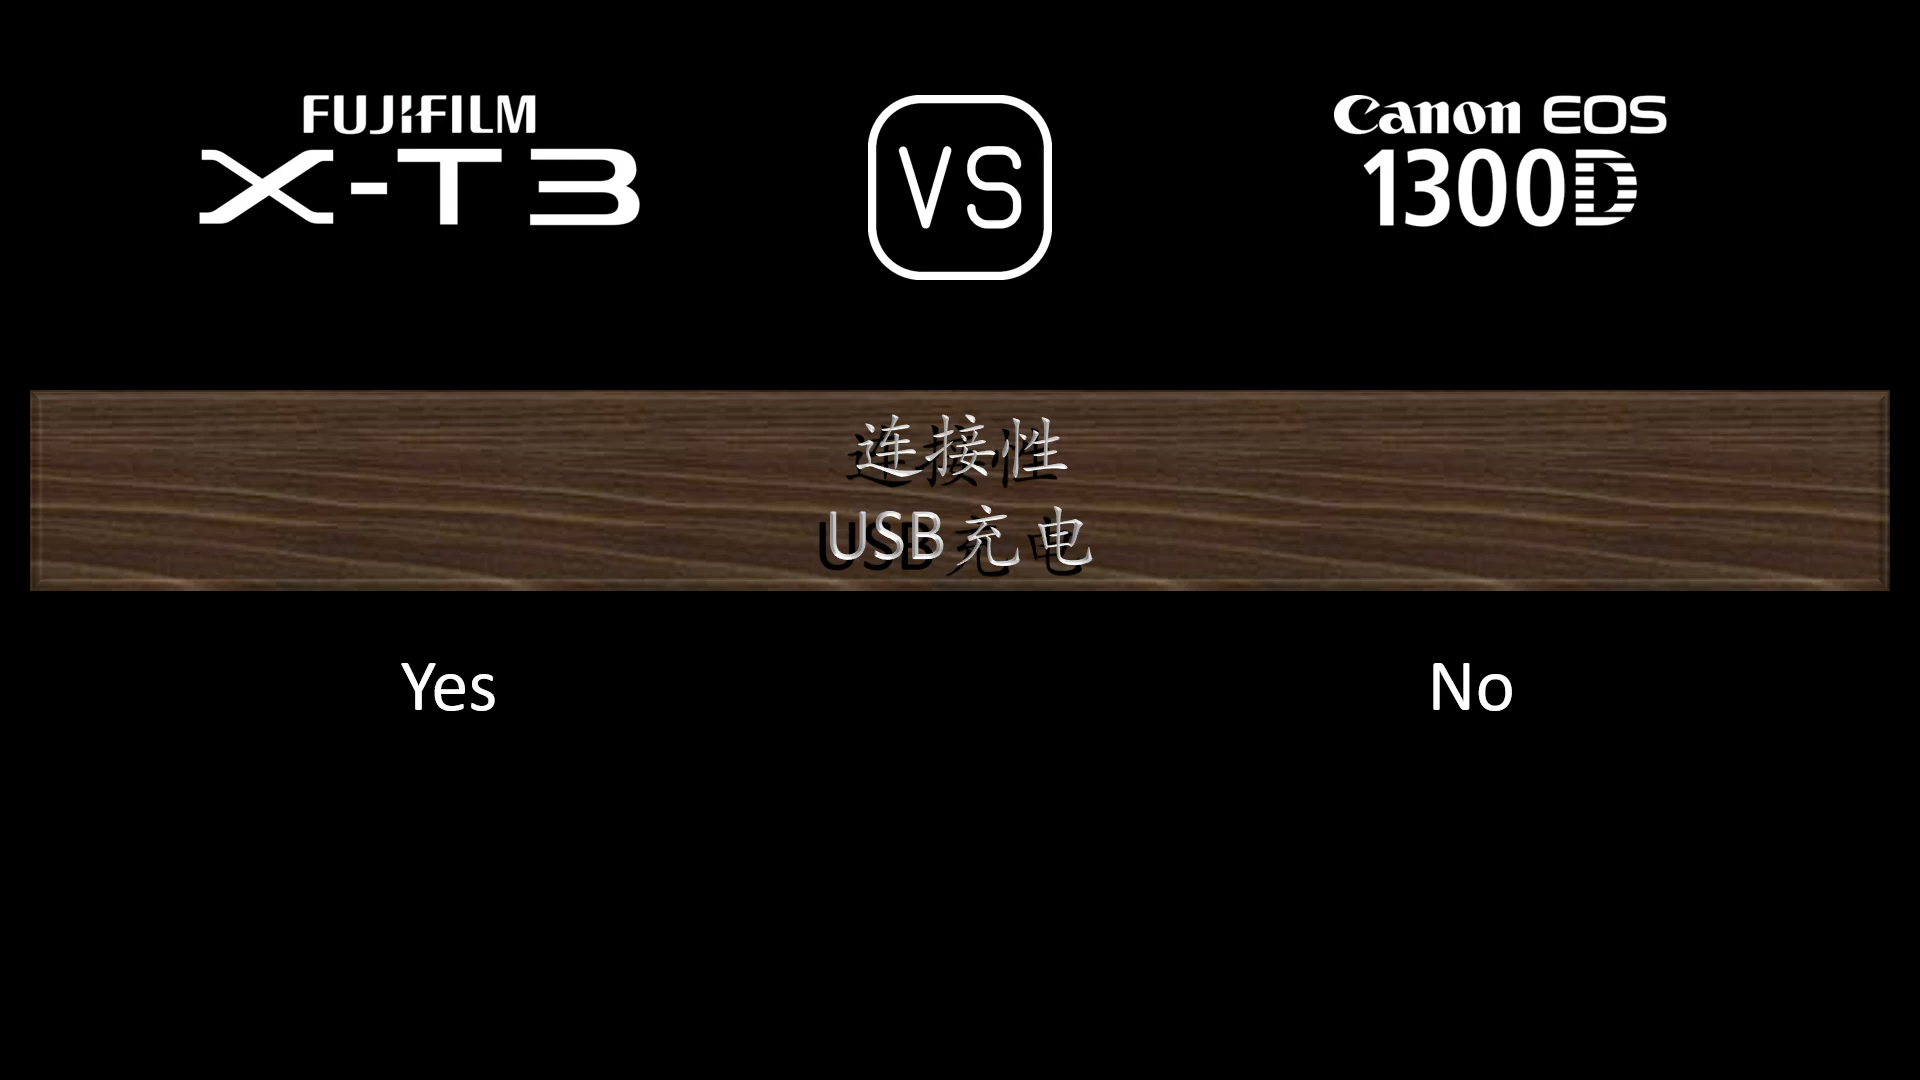 FUJIFILM
X-T3
VS
Canon EOS
1300D
连接性
USB 充电
Yes
No